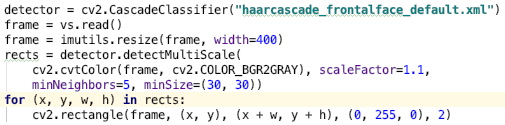 detector = cv2.CascadeClassifier("haarcascade_frontalface_default.xml")
frame = vs.read()
frame = imutils.resize(frame, width=400)
rects = detector.detectMultiScale(
    cv2.cvtColor(frame, cv2.COLOR_BGR2GRAY), scaleFactor=1.1,
    minNeighbors=5, minSize=(30, 30))
for (x, y, w, h) in rects:
    cv2.rectangle(frame, (x, y), (x + w, y + h), (0, 255, 0), 2)